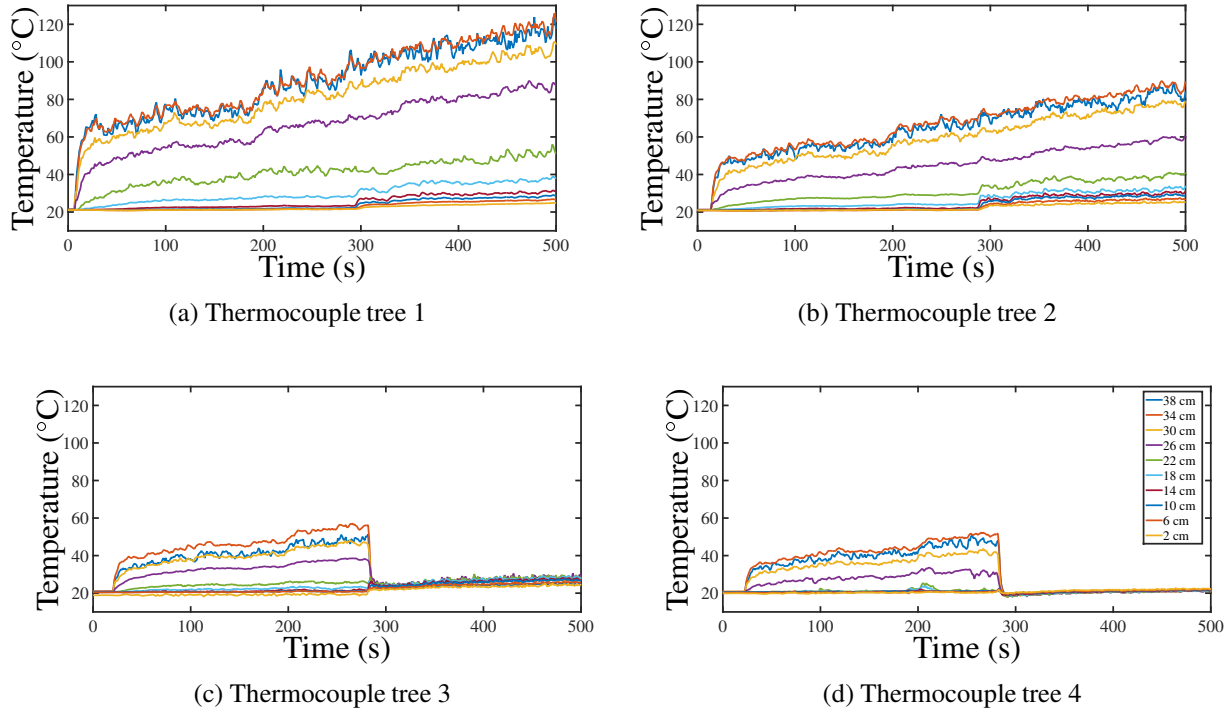 120
100
80
60
40
20
Temperature (°C)
0 100 200 300 400 500
Time (s)
(a) Thermocouple tree 1
120
100
80
60
40
20
Temperature (°C)
0 100 200 300 400 500
Time (s)
(b) Thermocouple tree 2
120
100
80
60
40
20
Temperature (°C)
0 100 200 300 400 500
Time (s)
(c) Thermocouple tree 3
120
100
80
60
40
20
Temperature (°C)
38 cm
34 cm
30 cm
26 cm
22 cm
18 cm
14 cm
10 cm
6 cm
2 cm
0 100 200 300 400 500
Time (s)
(d) Thermocouple tree 4